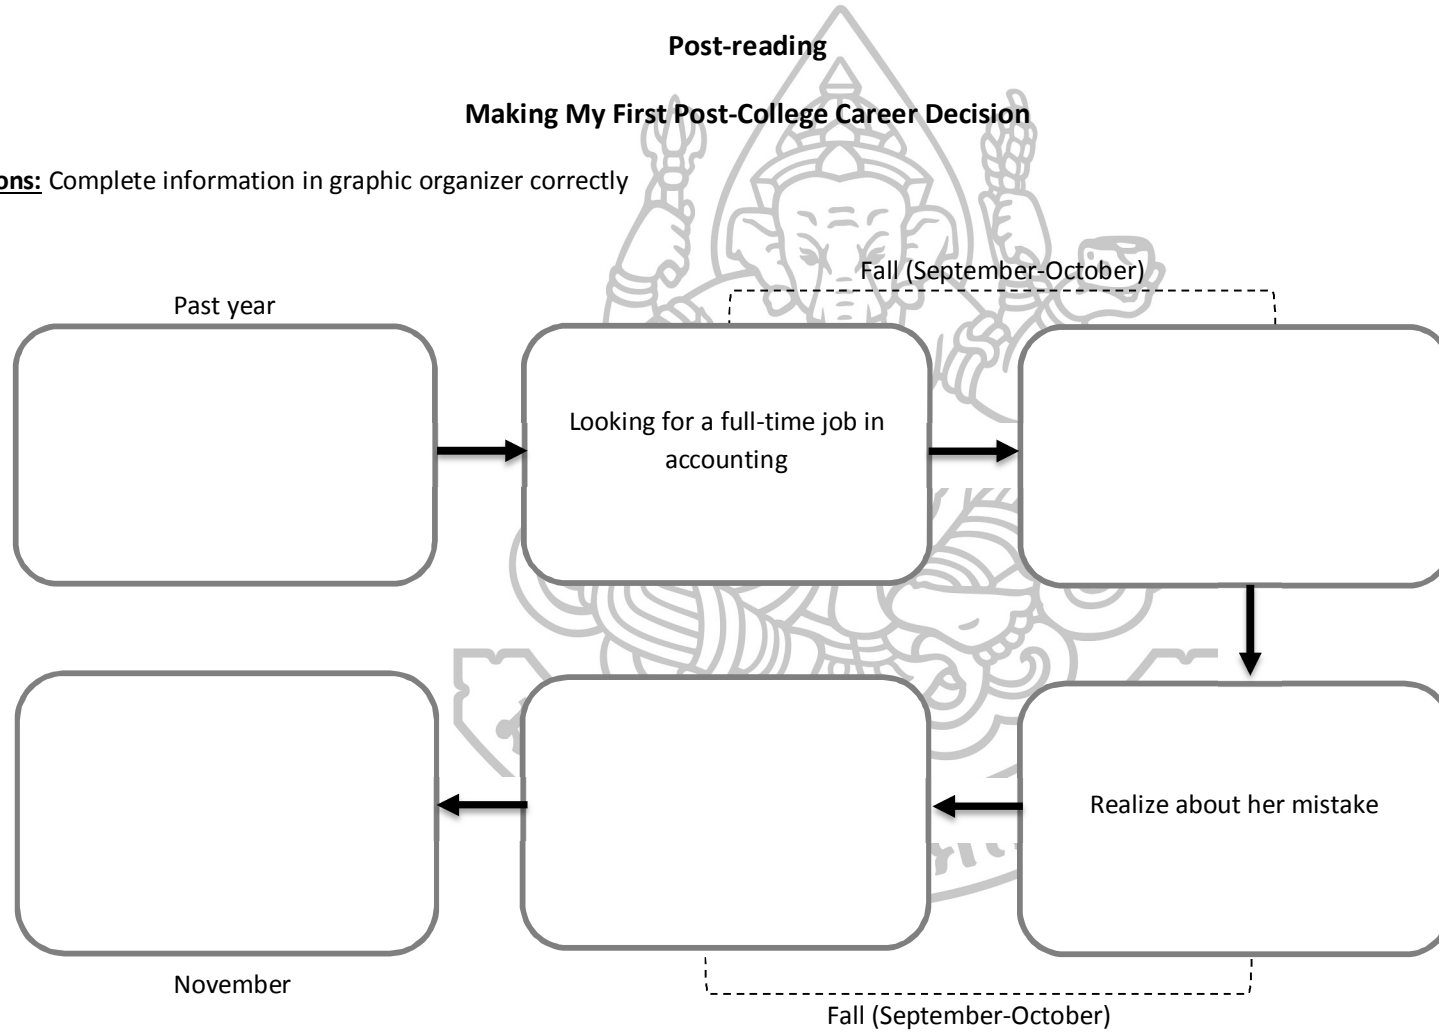 Post-reading
Making My First Post-College Career Decision
ons: Complete information in graphic organizer correctly
Fall (September-October)
Past year
Looking for a full-time job in
accounting
Realize about her mistake
November
Fall (September-October)